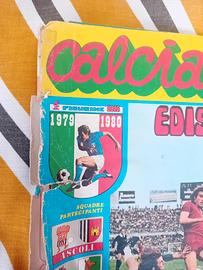 calcia
EDIS
1979 1980
SQUADRE
PARTECIPANTI
ASCOLI